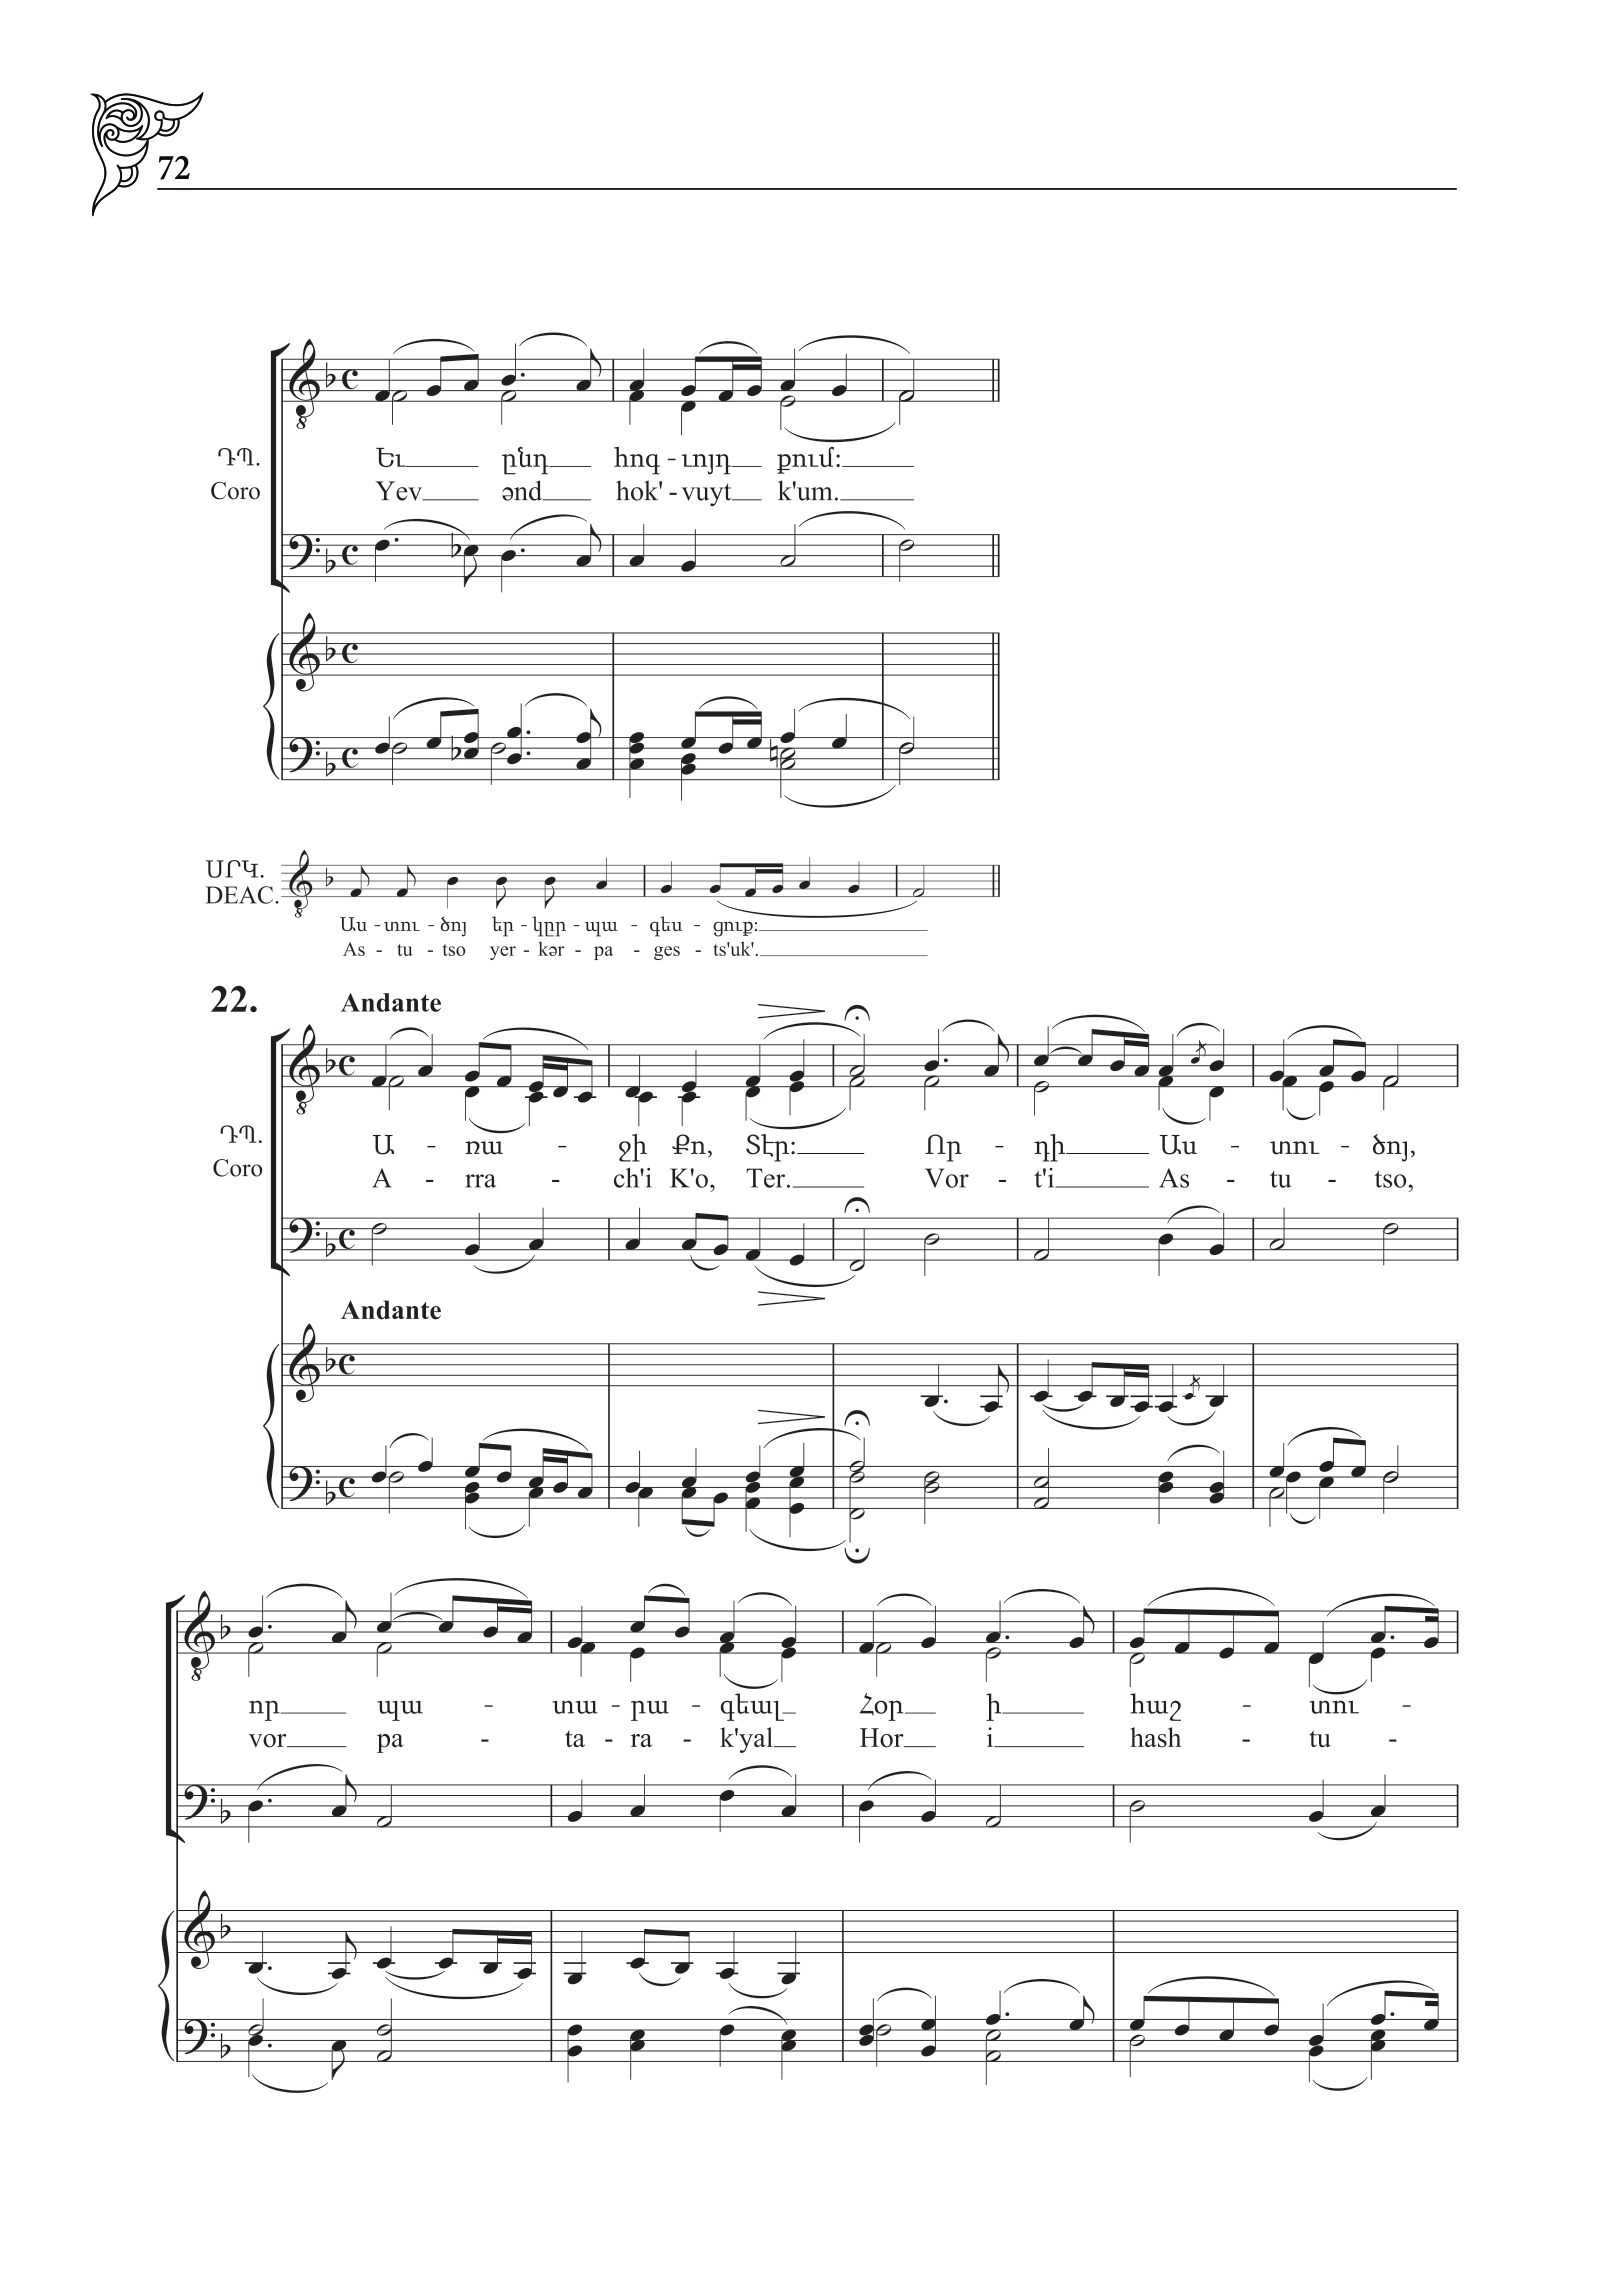 72
ԴՊ.
Եւ ընդ հոգ - ւոյդ քում:
Coro
Yev ənd hok' - vuyt k'um.
ՍՐԿ.
DEAC.
Աս - տու - ծոյ եր - կըր - պա - գես - ցուք:
As - tu - tso yer - kər - pa - ges - ts'uk'.
22.
Andante
ԴՊ.
Ա - ռա - ջի Քո, Տէր: Որ - դի Աս - տու - ծոյ,
Coro
A - rra - ch'i K'o, Ter. Vor - t'i As - tu - tso,
Andante
որ պա - տա - րա - գեալ Հօր ի հաշ - տու -
vor pa - ta - ra - k'yal Hor i hash - tu -